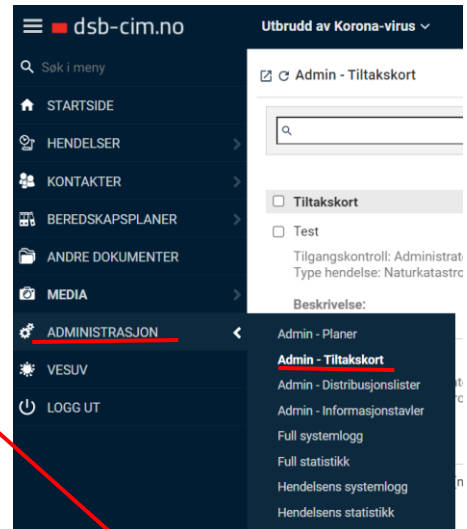 dsb-cim.no
Utbrudd av Korona-virus
Søk i meny
Admin - Tiltakskort
STARTSIDE
HENDELSER
KONTAKTER
BEREDSKAPSPLANER
ANDRE DOKUMENTER
MEDIA
ADMINISTRASJON
VESUV
LOGG UT
Tiltakskort
Test
Tilgangskontroll:
Type hendelse:
Beskrivelse:
Admin - Planer
Admin - Tiltakskort
Admin - Distribusjonslister
Admin - Informasjonstavler
Full systemlogg
Full statistikk
Hendelsens systemlogg
Hendelsens statistikk